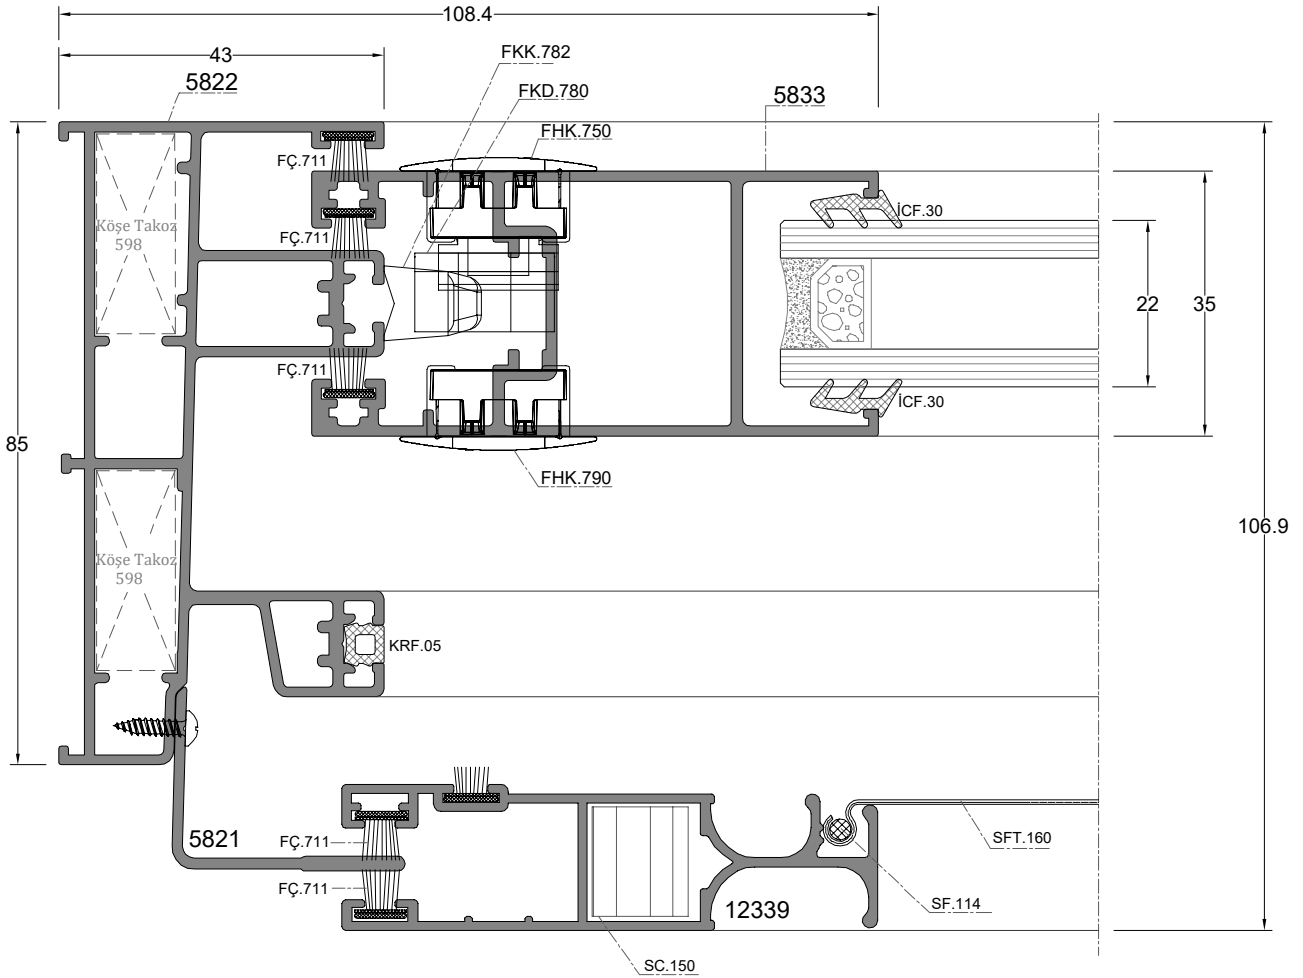 108.4
43
FKK.782
5822
FKD.780
5833
FHK.750
FÇ.711
İCF.30
Köşe Takoz
598
FÇ.711
22
35
FÇ.711
İCF.30
85
FHK.790
106.9
Köşe Takoz
598
KRF.05
5821
FÇ.711
SFT.160
FÇ.711
12339
SF.114
SC.150